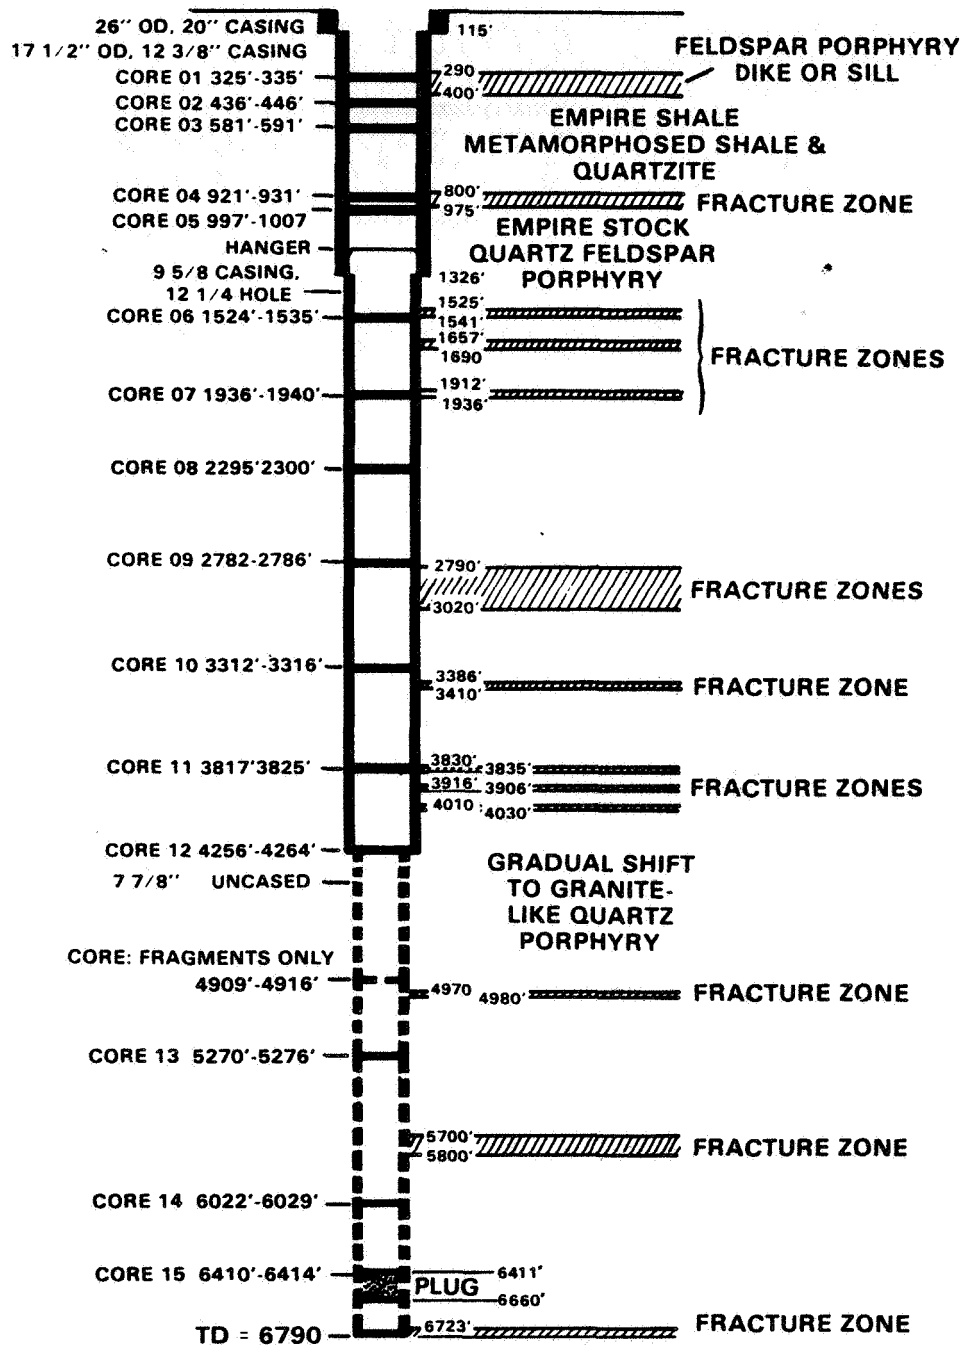 26" OD, 20" CASING
115'
17 1/2" OD, 12 3/8" CASING
FELDSPAR PORPHYRY
DIKE OR SILL
CORE 01 325'-335'
290
400'
CORE 02 436'-446'
CORE 03 581'-591'
EMPIRE SHALE
METAMORPHOSED SHALE &
QUARTZITE
CORE 04 921'-931'
800'
975'
FRACTURE ZONE
CORE 05 997'-1007
EMPIRE STOCK
QUARTZ FELDSPAR
PORPHYRY
HANGER
9 5/8 CASING,
12 1/4 HOLE
1326'
CORE 06 1524'-1535'
1525'
1541'
1657'
1690
FRACTURE ZONES
CORE 07 1936'-1940'
1912'
1936'
CORE 08 2295'2300'
CORE 09 2782-2786'
2790'
3020'
FRACTURE ZONES
CORE 10 3312'-3316'
3386'
3410'
FRACTURE ZONE
CORE 11 3817'3825'
3830'
3835'
3916'
3906'
4010
4030'
FRACTURE ZONES
CORE 12 4256'-4264'
7 7/8" UNCASED
GRADUAL SHIFT
TO GRANITE-
LIKE QUARTZ
PORPHYRY
CORE: FRAGMENTS ONLY
4909'-4916'
4970
4980'
FRACTURE ZONE
CORE 13 5270'-5276'
5700'
5800'
FRACTURE ZONE
CORE 14 6022'-6029'
CORE 15 6410'-6414'
6411'
PLUG
6660'
TD = 6790
6723'
FRACTURE ZONE